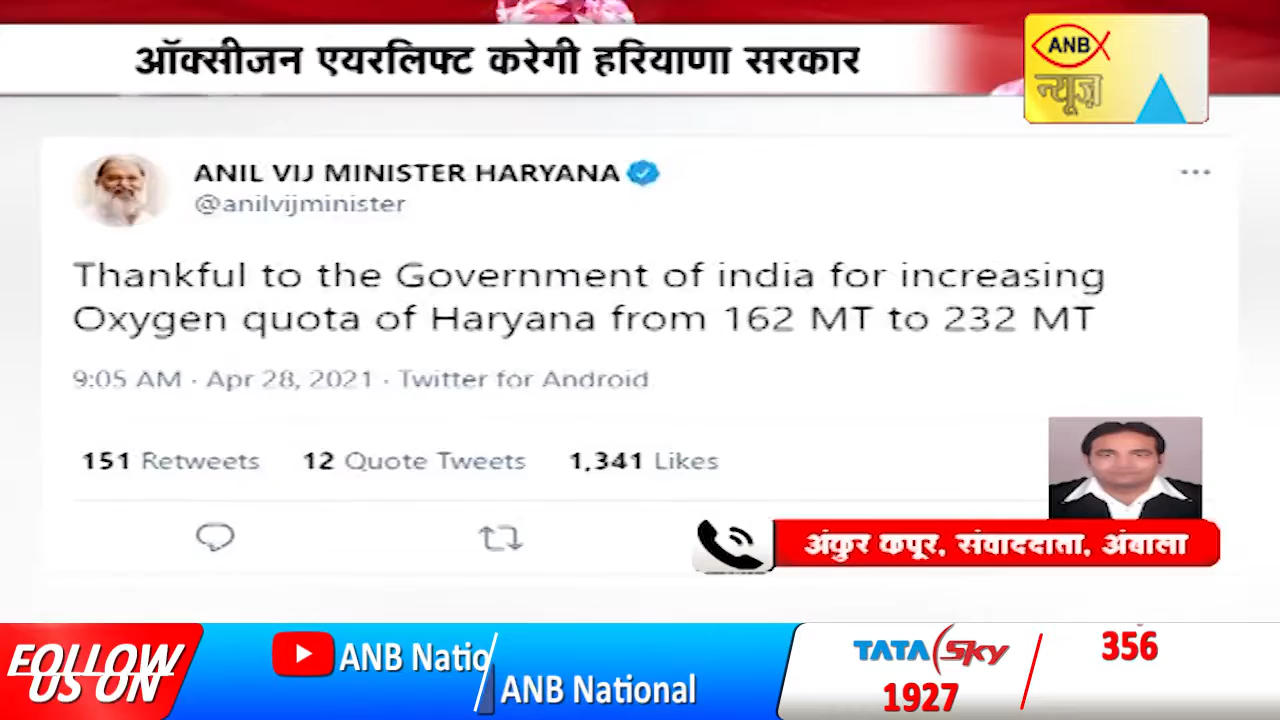 ऑक्सीजन एयरलिफ्ट करेगी हरियाणा सरकार
ANB
न्यूज़
ANIL VIJ MINISTER HARYANA
@anilvijminister
Thankful to the Government of india for increasing
Oxygen quota of Haryana from 162 MT to 232 MT
9:05 AM · Apr 28, 2021 · Twitter for Android
151 Retweets 12 Quote Tweets 1,341 Likes
अंकुर कपूर, संवाददाता, अंबाला
FOLLOW
US ON
ANB Natio
ANB National
TATA Sky
1927
356